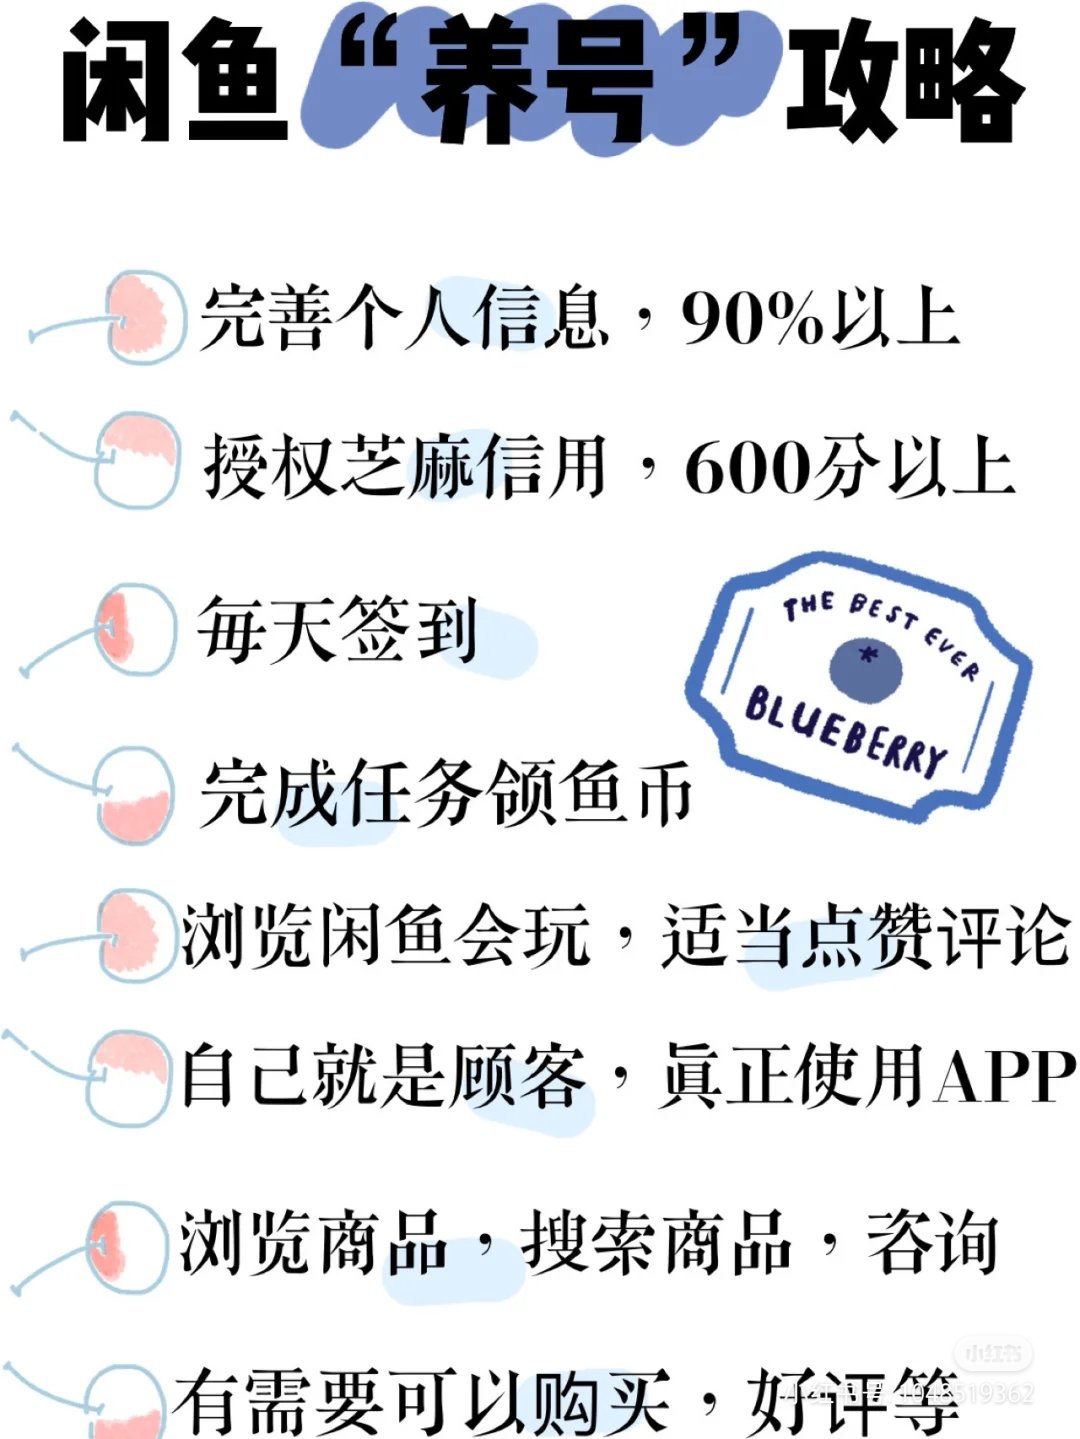 闲鱼“养号”攻略
完善个人信息，90%以上
授权芝麻信用，600分以上
每天签到
THE BEST EVER
BLUEBERRY
完成任务领鱼币
浏览闲鱼会玩，适当点赞评论
自己就是顾客，真正使用APP
浏览商品，搜索商品，咨询
小红书
有需要可以购买，好评等
小红书号 1048519362